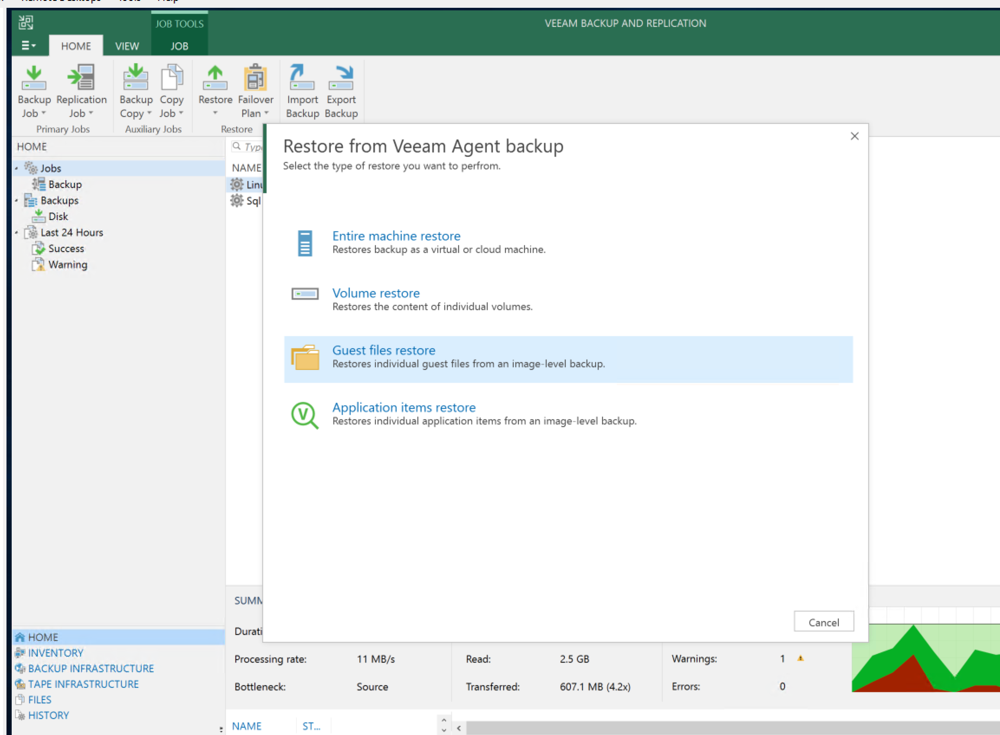 JOB TOOLS
VEEAM BACKUP AND REPLICATION
HOME
VIEW
JOB
Backup
Job
Replication
Job
Backup
Copy
Copy
Job
Restore
Failover
Plan
Import
Backup
Export
Backup
Primary Jobs
Auxiliary Jobs
Restore
HOME
Jobs
Backup
Backups
Disk
Last 24 Hours
Success
Warning
NAME
Sql
Restore from Veeam Agent backup
Select the type of restore you want to perfrom.
Entire machine restore
Restores backup as a virtual or cloud machine.
Volume restore
Restores the content of individual volumes.
Guest files restore
Restores individual guest files from an image-level backup.
Application items restore
Restores individual application items from an image-level backup.
Cancel
HOME
INVENTORY
BACKUP INFRASTRUCTURE
TAPE INFRASTRUCTURE
FILES
HISTORY
Processing rate: 11 MB/s
Read: 2.5 GB
Warnings: 1
Bottleneck: Source
Transferred: 607.1 MB (4.2x)
Errors: 0
NAME
ST...